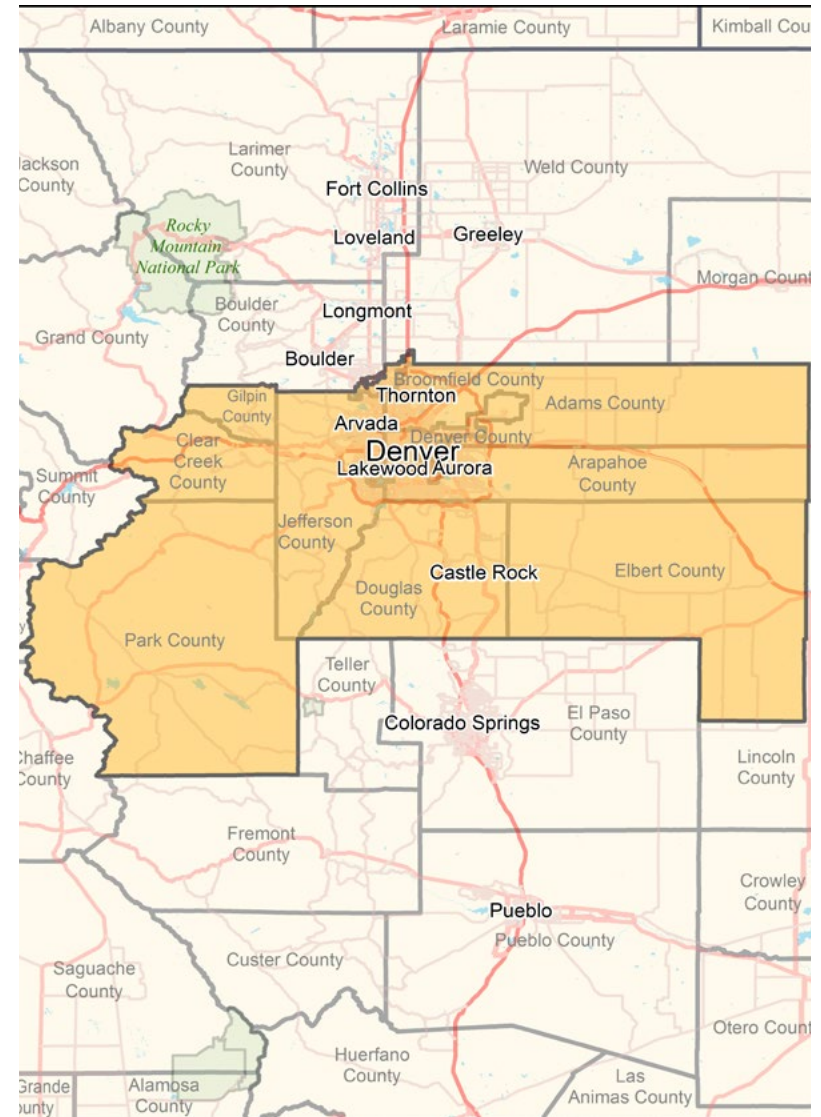 Albany County
Laramie County
Kimball Cou
Larimer
County
Jackson
County
Weld County
Fort Collins
Rocky
Mountain
National Park
Loveland
Greeley
Morgan Count
Boulder
County
Longmont
Grand County
Boulder
Broomfield County
Gilpin
County
Thornton
Adams County
Arvada
Denver County
Clear
Creek
County
Denver
Lakewood
Aurora
Arapahoe
County
Summit
County
Jefferson
County
Castle Rock
Elbert County
Douglas
County
y
Park County
Teller
County
Colorado Springs
El Paso
County
Chaffee
County
Lincoln
County
Fremont
County
Crowley
County
Pueblo
Pueblo County
Custer County
Saguache
County
Otero Count
Huerfano
County
Las
Animas County
Grande
ounty
Alamosa
County